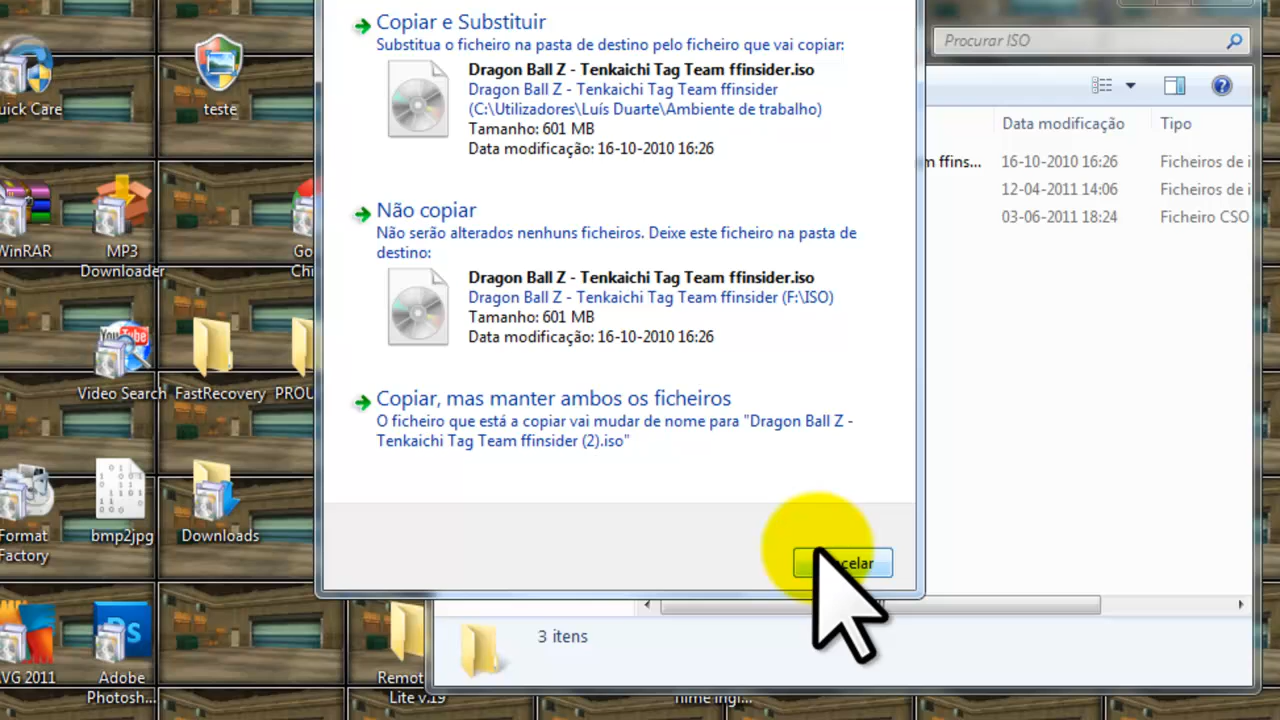 Copiar e Substituir
Substitua o ficheiro na pasta de destino pelo ficheiro que vai copiar:
Dragon Ball Z - Tenkaichi Tag Team ffinsider.iso
Dragon Ball Z - Tenkaichi Tag Team ffinsider
(C:\Utilizadores\Luís Duarte\Ambiente de trabalho)
Tamanho: 601 MB
Data modificação: 16-10-2010 16:26
Não copiar
Não serão alterados nenhuns ficheiros. Deixe este ficheiro na pasta de
destino:
Dragon Ball Z - Tenkaichi Tag Team ffinsider.iso
Dragon Ball Z - Tenkaichi Tag Team ffinsider (F:\ISO)
Tamanho: 601 MB
Data modificação: 16-10-2010 16:26
Copiar, mas manter ambos os ficheiros
O ficheiro que está a copiar vai mudar de nome para "Dragon Ball Z -
Tenkaichi Tag Team ffinsider (2).iso"
celar
Procurar ISO
Data modificação Tipo
m ffins... 16-10-2010 16:26 Ficheiros de i
12-04-2011 14:06 Ficheiros de i
03-06-2011 18:24 Ficheiro CSO
3 itens
uick Care
teste
WinRAR
MP3
Downloader
Go
Ch
YouTube
Video Search
FastRecovery
PROU
Format
Factory
bmp2jpg
Downloads
AVG 2011
Ps
Adobe
Photosh...
Remot
Lite v.19